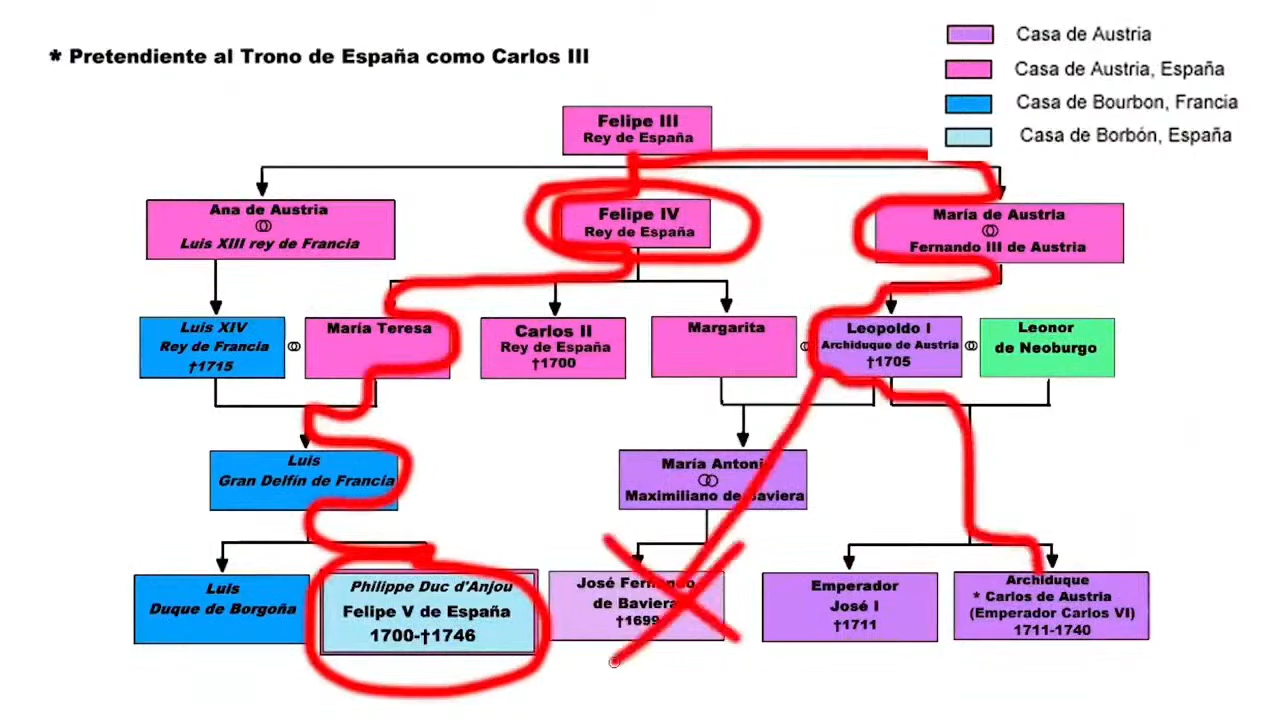 * Pretendiente al Trono de España como Carlos III
Casa de Austria
Casa de Austria, España
Casa de Bourbon, Francia
Casa de Borbón, España
Felipe III
Rey de España
Ana de Austria
Luis XIII rey de Francia
Felipe IV
Rey de España
María de Austria
Fernando III de Austria
Luis XIV
Rey de Francia
†1715
María Teresa
Carlos II
Rey de España
†1700
Margarita
Leopoldo I
Archiduque de Austria
†1705
Leonor
de Neoburgo
Luis
Gran Delfín de Francia
María Antonia
Maximiliano de Baviera
Luis
Duque de Borgoña
Philippe Duc d'Anjou
Felipe V de España
1700-†1746
José Fernando
de Baviera
†1699
Emperador
José I
†1711
Archiduque
* Carlos de Austria
(Emperador Carlos VI)
1711-1740